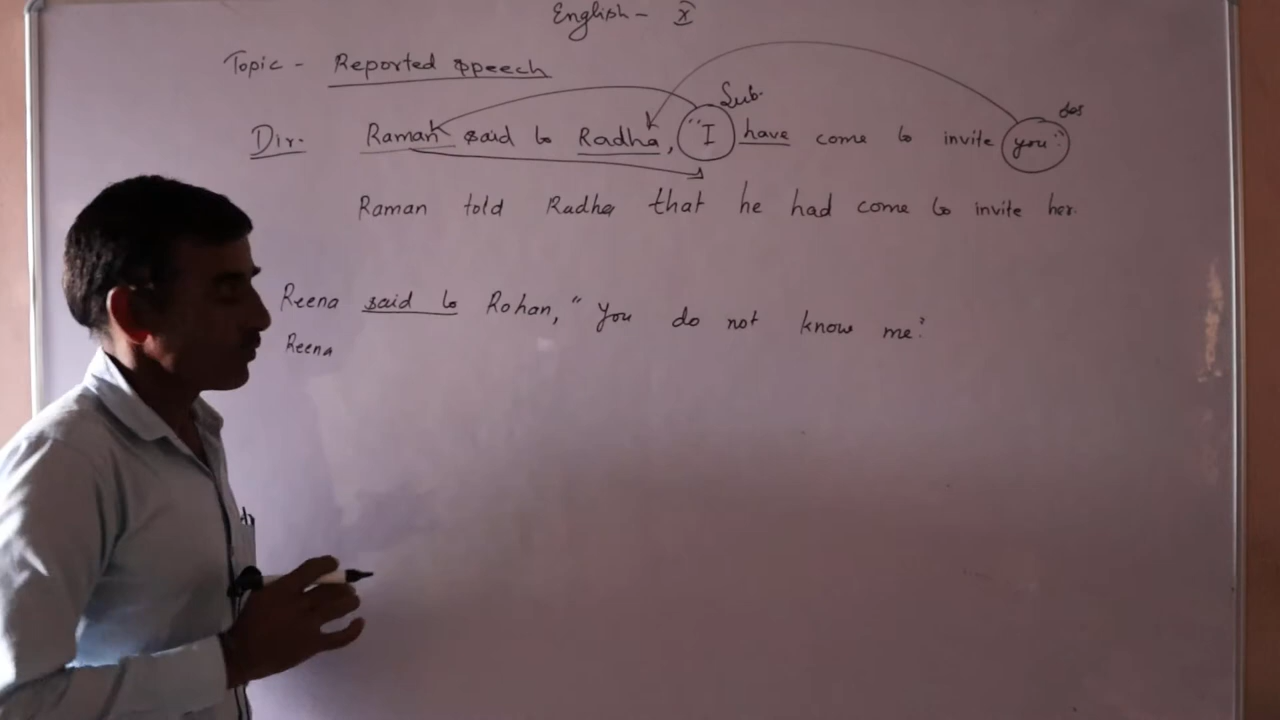 English - X
Topic - Reported speech
Sub.
Dir. Raman said to Radha, "I have come to invite you."
Raman told Radha that he had come to invite her.
Reena said to Rohan, "You do not know me."
Reena